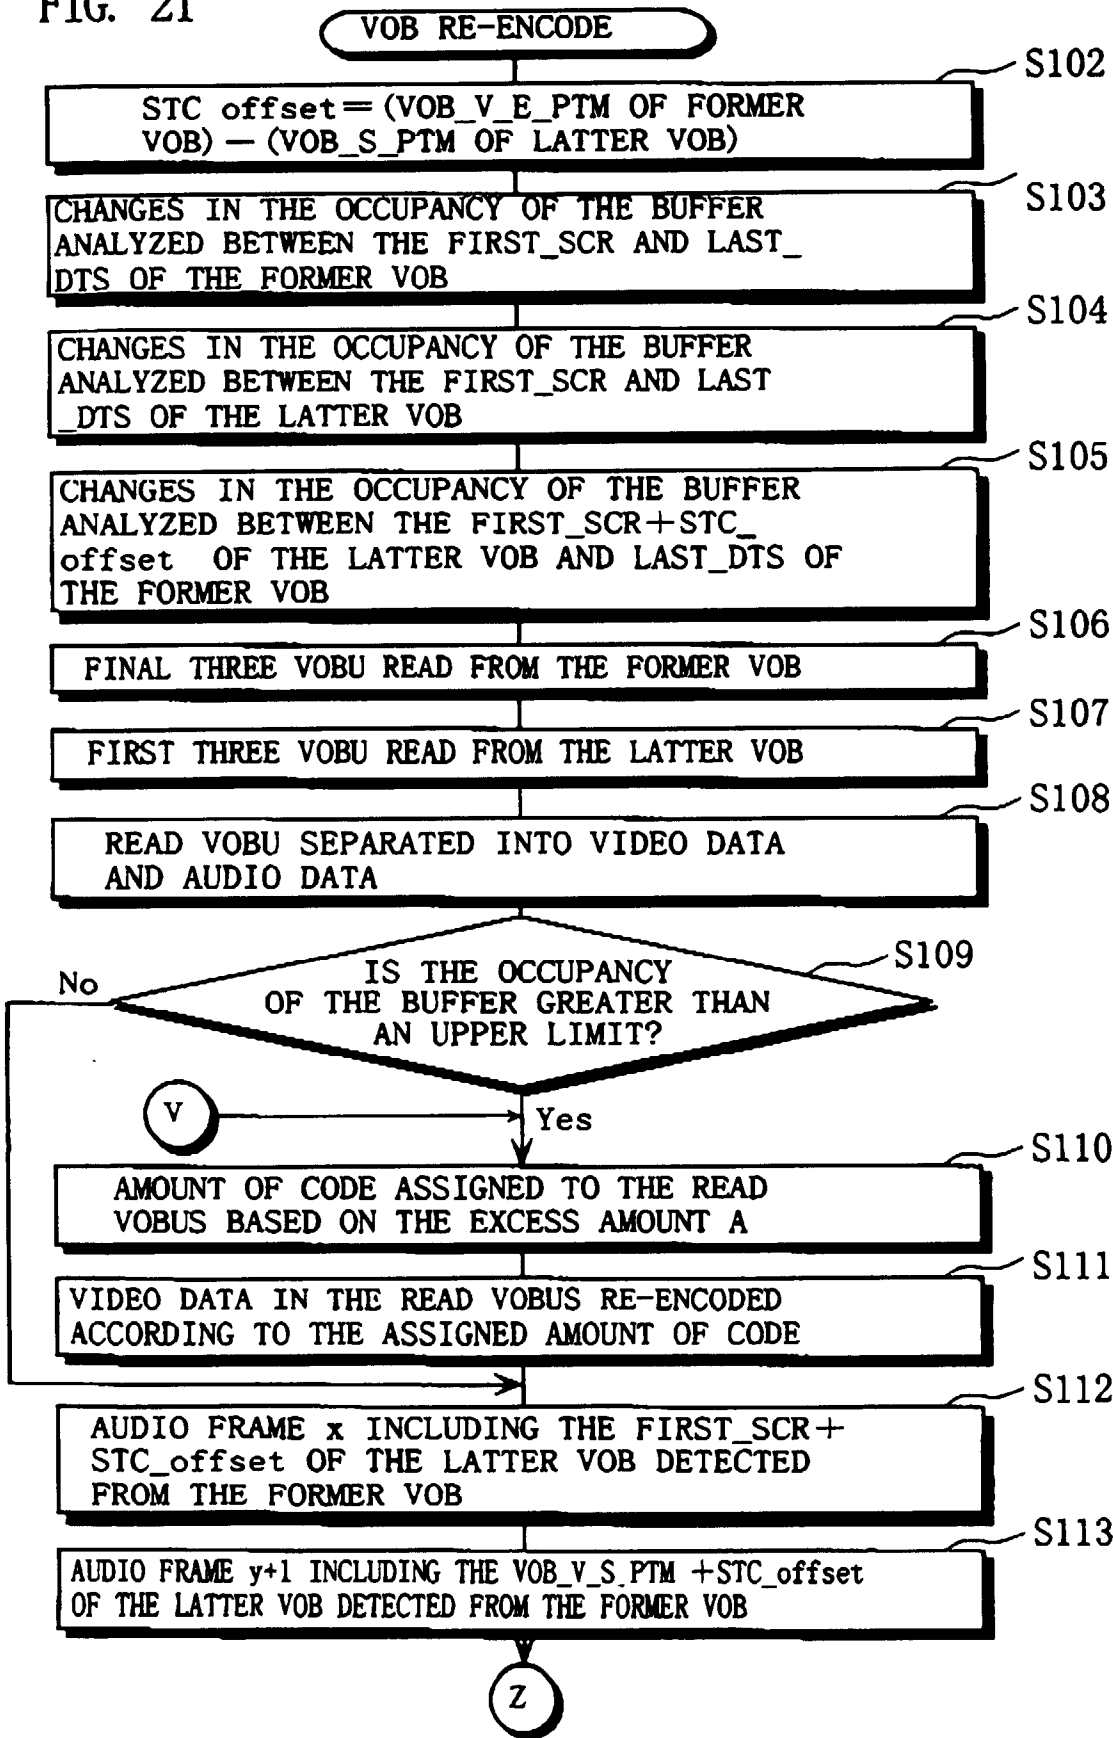 FIG. 21
VOB RE-ENCODE
S102
STC offset=(VOB_V_E_PTM OF FORMER
VOB)−(VOB_S_PTM OF LATTER VOB)
S103
CHANGES IN THE OCCUPANCY OF THE BUFFER
ANALYZED BETWEEN THE FIRST_SCR AND LAST_
DTS OF THE FORMER VOB
S104
CHANGES IN THE OCCUPANCY OF THE BUFFER
ANALYZED BETWEEN THE FIRST_SCR AND LAST
_DTS OF THE LATTER VOB
S105
CHANGES IN THE OCCUPANCY OF THE BUFFER
ANALYZED BETWEEN THE FIRST_SCR+STC_
offset OF THE LATTER VOB AND LAST_DTS OF
THE FORMER VOB
S106
FINAL THREE VOBU READ FROM THE FORMER VOB
S107
FIRST THREE VOBU READ FROM THE LATTER VOB
S108
READ VOBU SEPARATED INTO VIDEO DATA
AND AUDIO DATA
S109
No
IS THE OCCUPANCY
OF THE BUFFER GREATER THAN
AN UPPER LIMIT?
V
Yes
S110
AMOUNT OF CODE ASSIGNED TO THE READ
VOBUS BASED ON THE EXCESS AMOUNT A
S111
VIDEO DATA IN THE READ VOBUS RE-ENCODED
ACCORDING TO THE ASSIGNED AMOUNT OF CODE
S112
AUDIO FRAME x INCLUDING THE FIRST_SCR+
STC_offset OF THE LATTER VOB DETECTED
FROM THE FORMER VOB
S113
AUDIO FRAME y+1 INCLUDING THE VOB_V_S_PTM +STC_offset
OF THE LATTER VOB DETECTED FROM THE FORMER VOB
Z